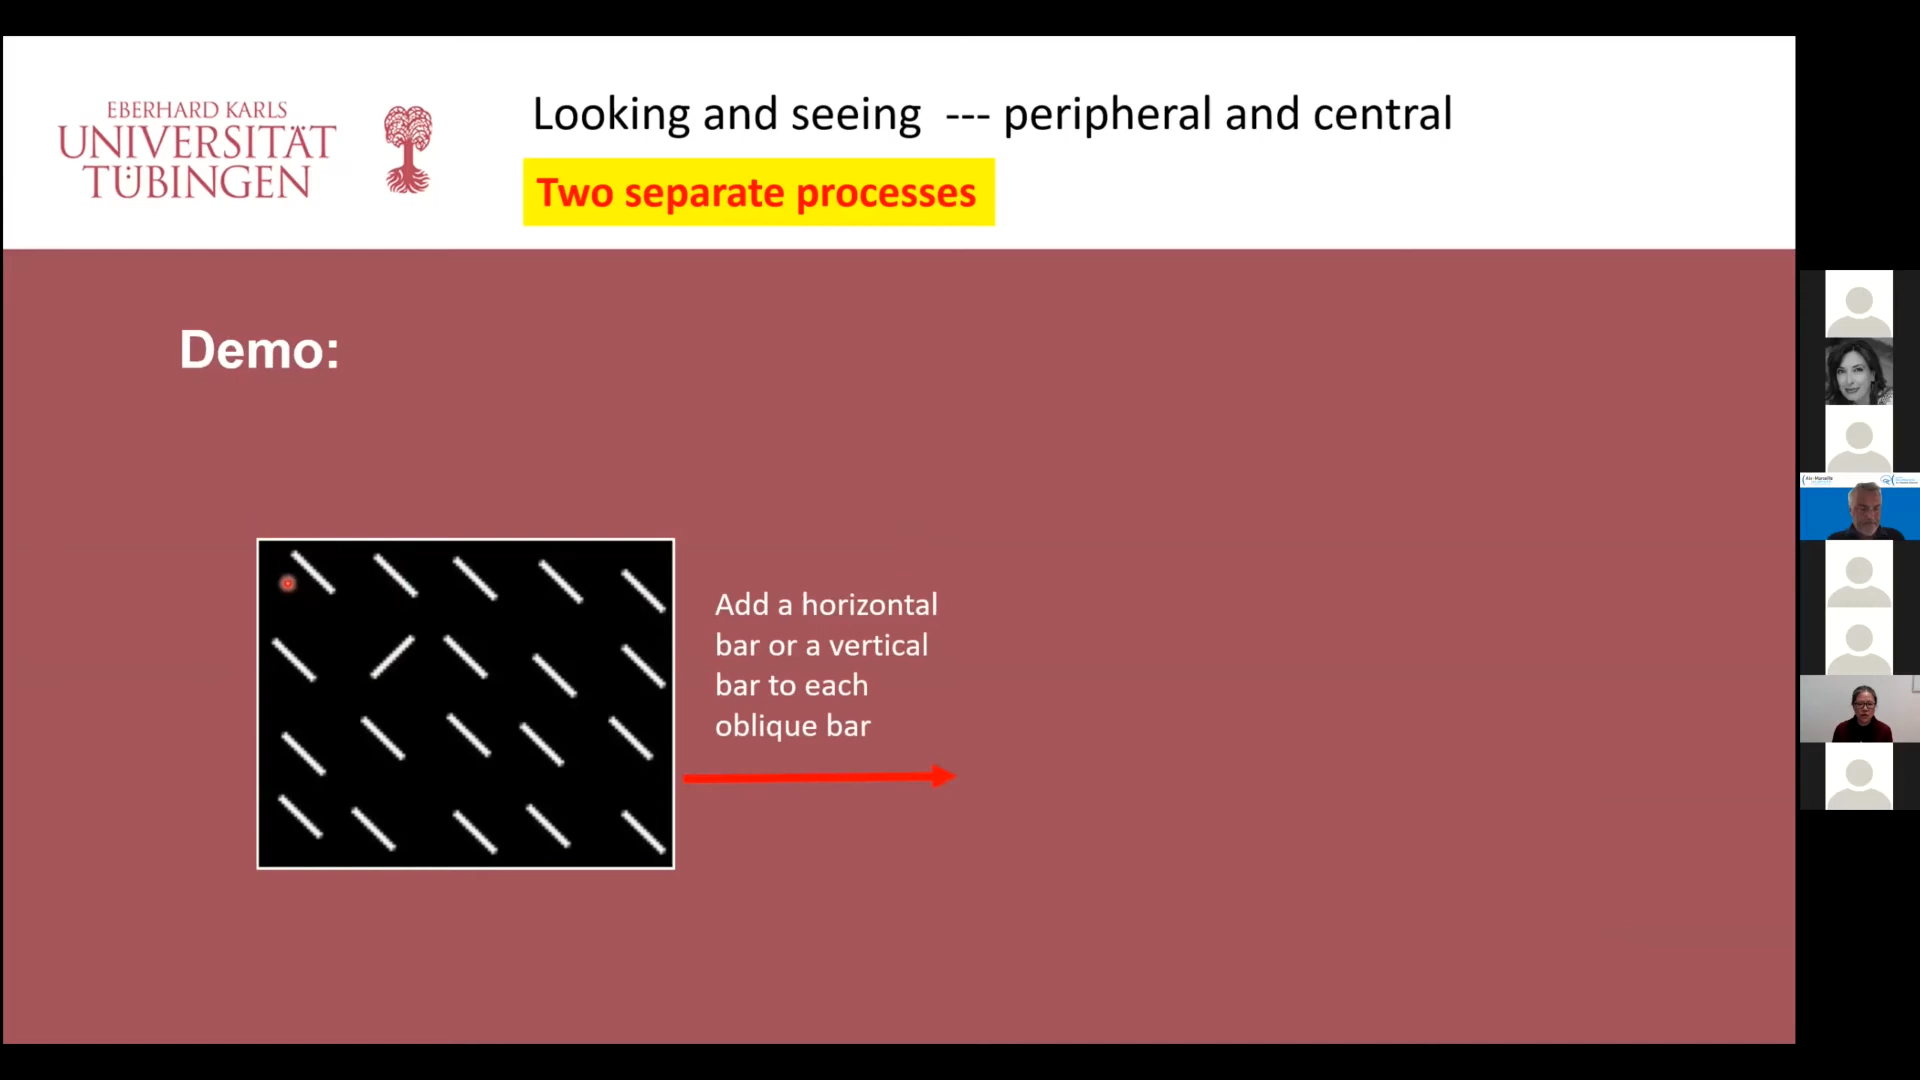 EBERHARD KARLS
UNIVERSITÄT
TÜBINGEN
Looking and seeing --- peripheral and central
Two separate processes
Demo:
Add a horizontal
bar or a vertical
bar to each
oblique bar